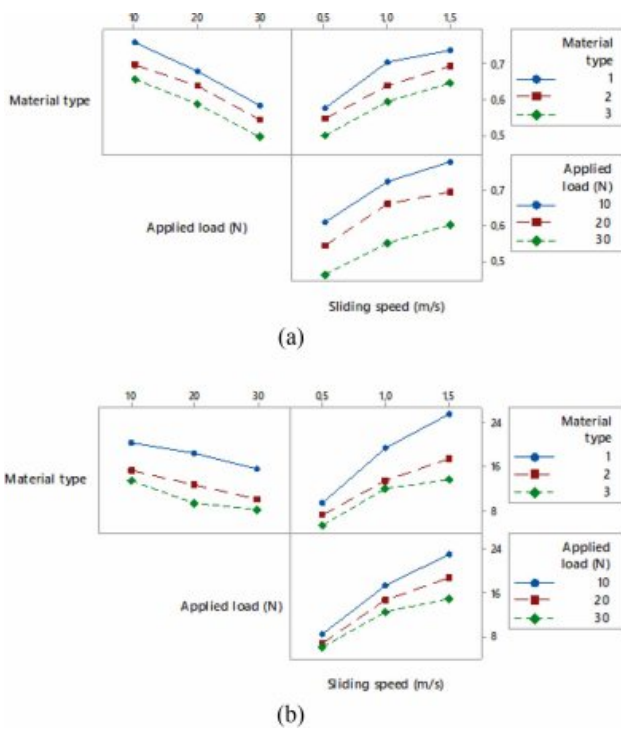 10 20 30 0,5 1,0 1,5
Material type
0,7
0,6
0,5
Material
type
1
2
3
Applied load (N)
0,7
0,5
Applied
load (N)
10
20
30
Sliding speed (m/s)
(a)
10 20 30 0,5 1,0 1,5
Material type
24
16
8
Material
type
1
2
3
Applied load (N)
24
16
8
Applied
load (N)
10
20
30
Sliding speed (m/s)
(b)